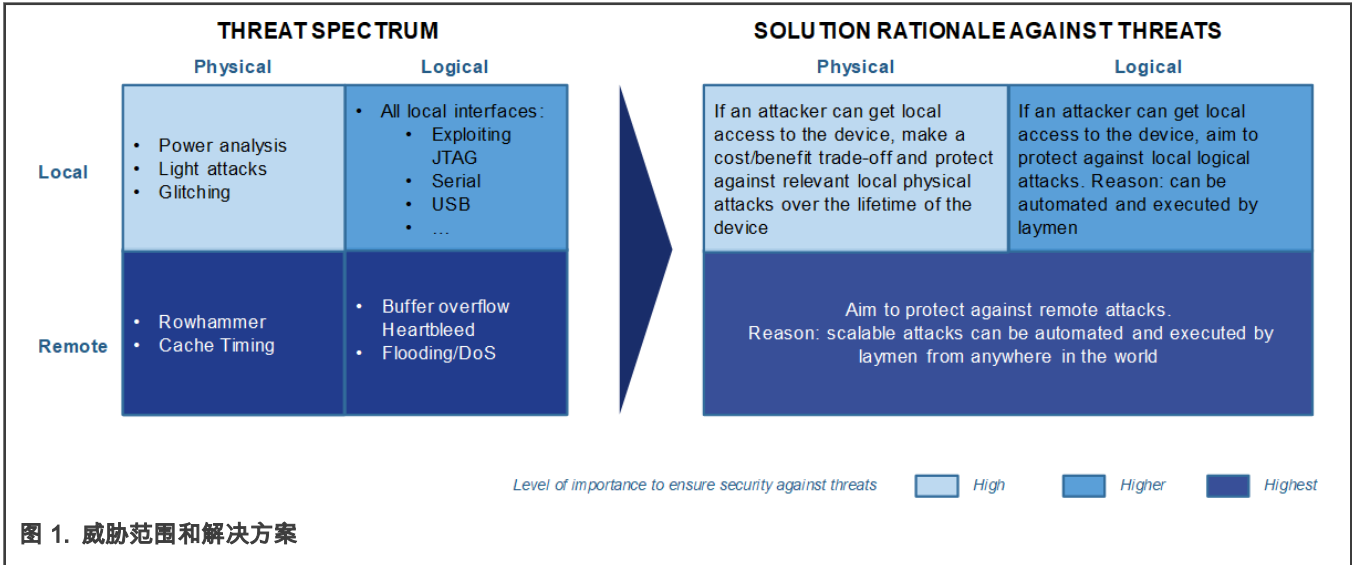 THREAT SPECTRUM
Physical
Logical
Local
• Power analysis
• Light attacks
• Glitching
• All local interfaces:
• Exploiting
JTAG
• Serial
• USB
• …
Remote
• Rowhammer
• Cache Timing
• Buffer overflow
Heartbleed
• Flooding/DoS
SOLUTION RATIONALE AGAINST THREATS
Physical
Logical
If an attacker can get local
access to the device, make a
cost/benefit trade-off and protect
against relevant local physical
attacks over the lifetime of the
device
If an attacker can get local
access to the device, aim to
protect against local logical
attacks. Reason: can be
automated and executed by
laymen
Aim to protect against remote attacks.
Reason: scalable attacks can be automated and executed by
laymen from anywhere in the world
Level of importance to ensure security against threats
High
Higher
Highest
图 1. 威胁范围和解决方案